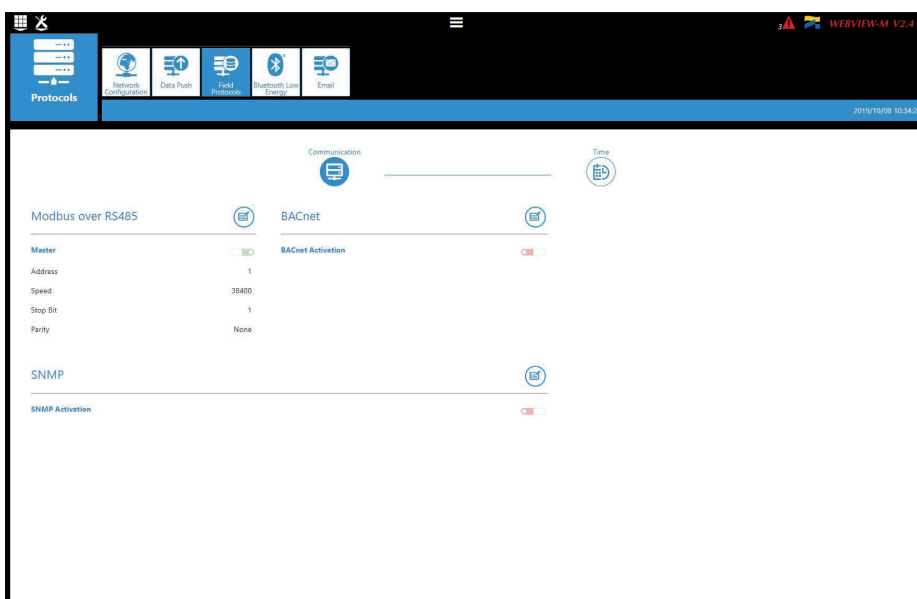 3
WEBVIEW-M V2.4
Protocols
Network Configuration
Data Push
Field Protocols
Bluetooth Low Energy
Email
2019/10/08 10:34:2
Communication
Time
Modbus over RS485
BACnet
Master
BACnet Activation
Address 1
Speed 38400
Stop Bit 1
Parity None
SNMP
SNMP Activation